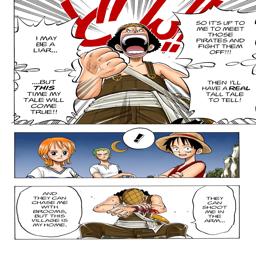 SO IT'S UP TO
ME TO MEET
THOSE
PIRATES AND
FIGHT THEM
OFF!!!
I MAY
BE A
LIAR...
THEN I'LL
HAVE A REAL
TALL TALE
TO TELL!
....BUT
THIS
TIME MY
TALE WILL
COME
TRUE!!
!
THEY CAN
SHOOT ME
IN THE
ARM...
AND THEY
CAN CHASE ME
WITH
BROOMS,
BUT THIS
VILLAGE IS
MY HOME.